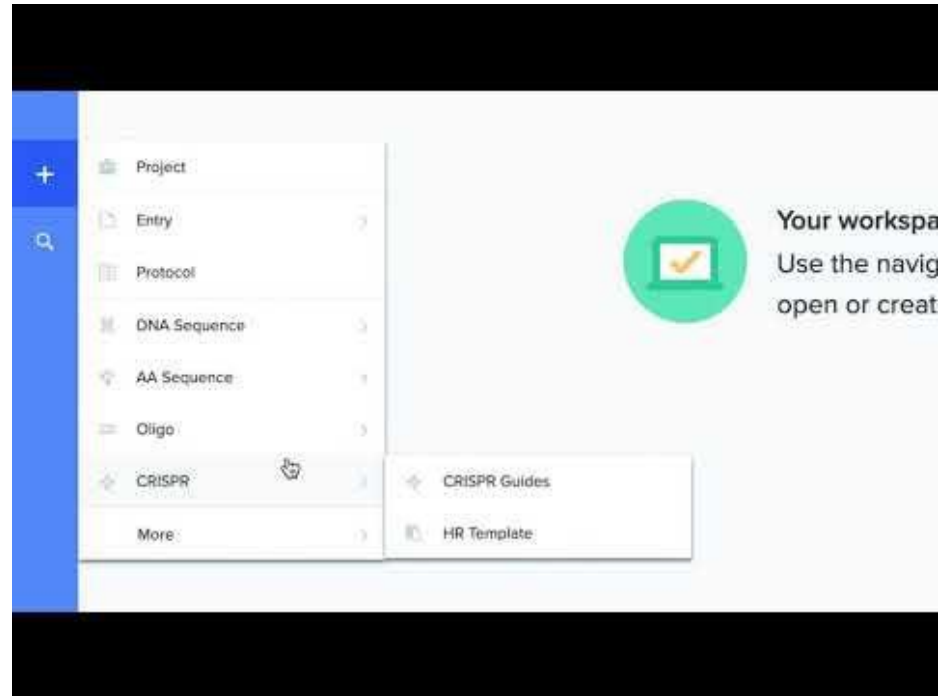 Project
Entry
Protocol
DNA Sequence
AA Sequence
Oligo
CRISPR
More
CRISPR Guides
HR Template
Your workspa
Use the navig
open or creat